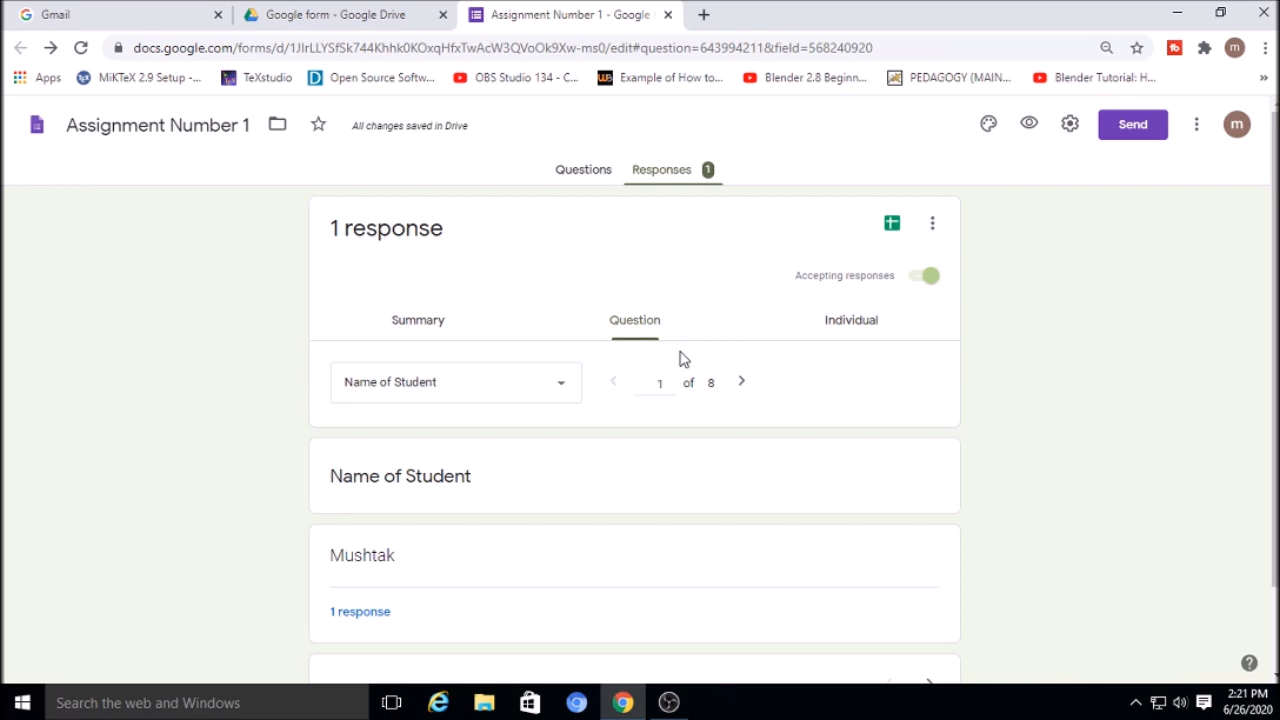 Gmail
Google form - Google Drive
Assignment Number 1 - Google
docs.google.com/forms/d/1JIrLLYSfSk744Khhk0KOxqHfxTwAcW3QVoOk9Xw-ms0/edit#question=643994211&field=568240920
m
Apps
MiKTeX 2.9 Setup -...
TeXstudio
Open Source Softw...
OBS Studio 134 - C...
Example of How to...
Blender 2.8 Beginn...
PEDAGOGY (MAIN...
Blender Tutorial: H...
»
Assignment Number 1
All changes saved in Drive
Send
m
Questions
Responses 1
1 response
Accepting responses
Summary
Question
Individual
Name of Student
1 of 8
Name of Student
Mushtak
1 response
Search the web and Windows
2:21 PM
6/26/2020